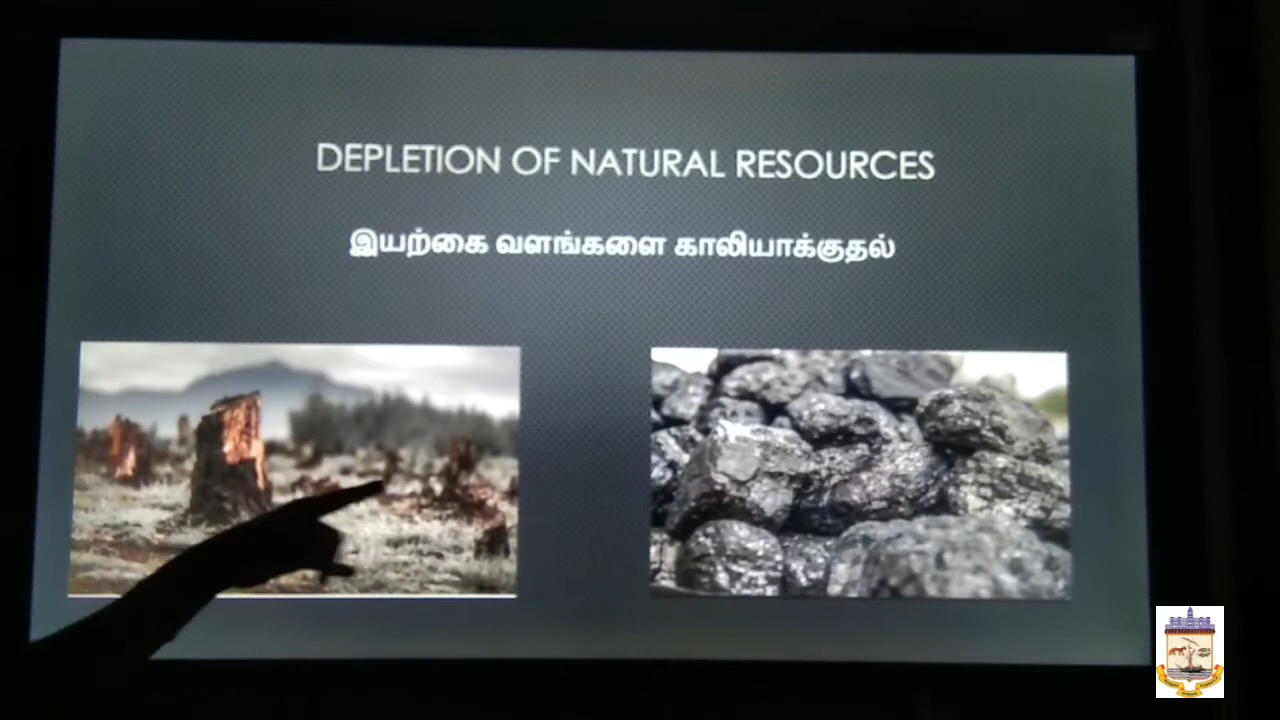 DEPLETION OF NATURAL RESOURCES
இயற்கை வளங்களை காலியாக்குதல்